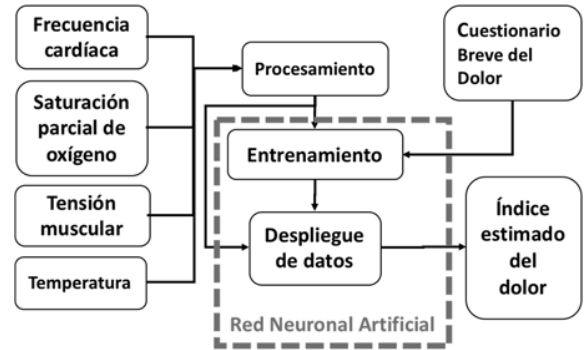 Frecuencia
cardíaca
Saturación
parcial de
oxígeno
Tensión
muscular
Temperatura
Procesamiento
Entrenamiento
Despliegue
de datos
Red Neuronal Artificial
Cuestionario
Breve del
Dolor
Índice
estimado
del
dolor